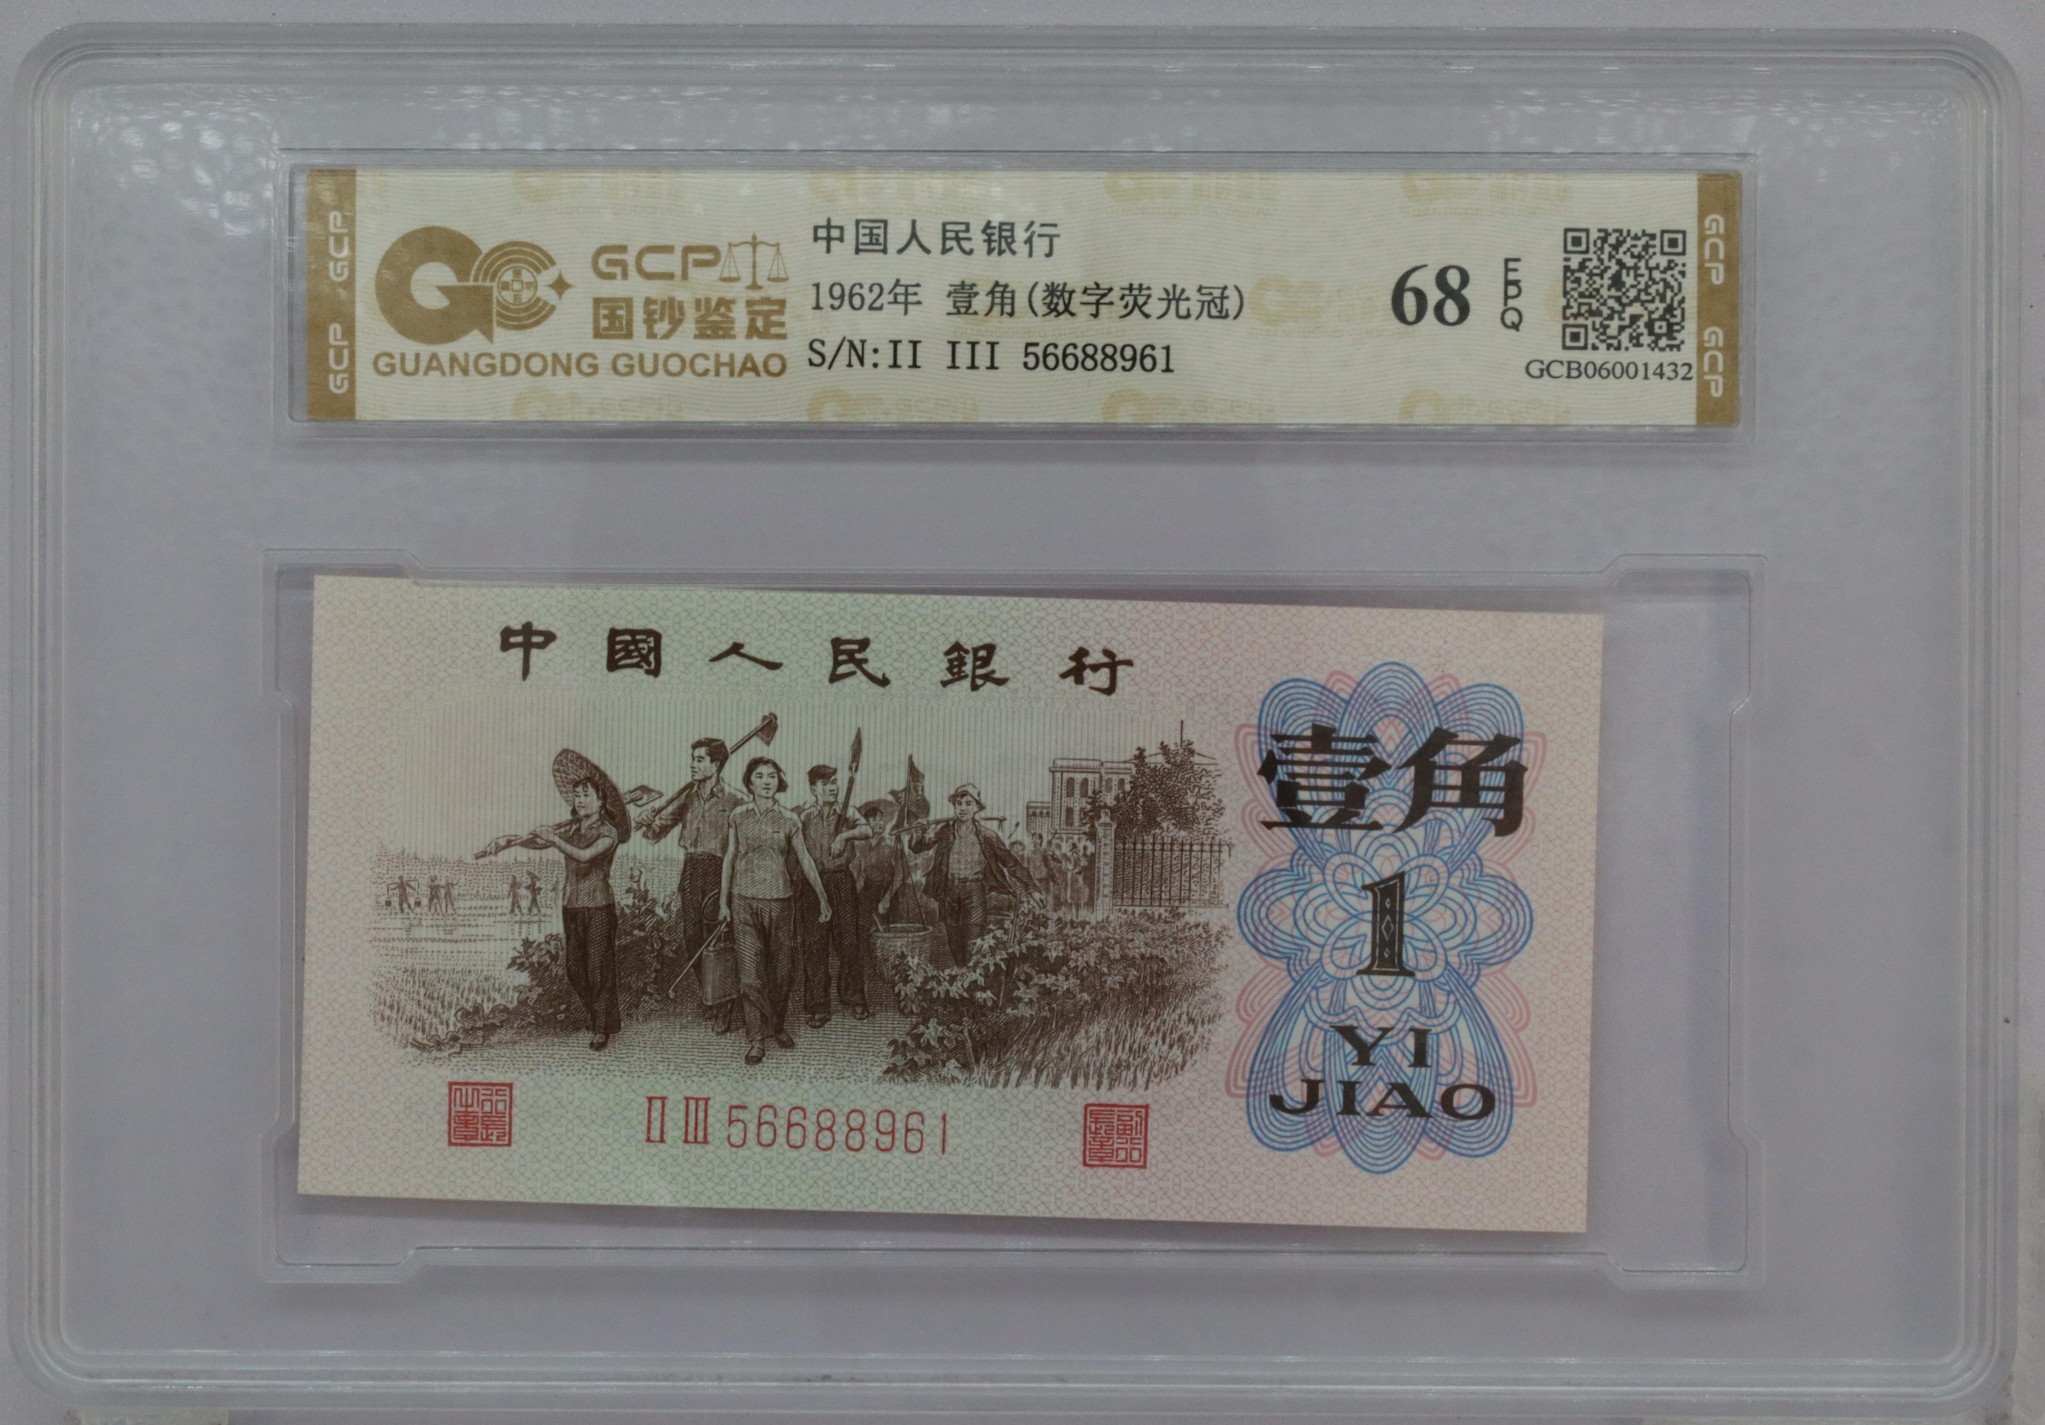 GCP
国钞鉴定
GUANGDONG GUOCHAO
中国人民银行
1962年 壹角(数字荧光冠)
S/N:II III 56688961
68
EPQ
GCB06001432
GCP GCP
GCP GCP
中國人民銀行
壹角
1
YI
JIAO
II III 56688961